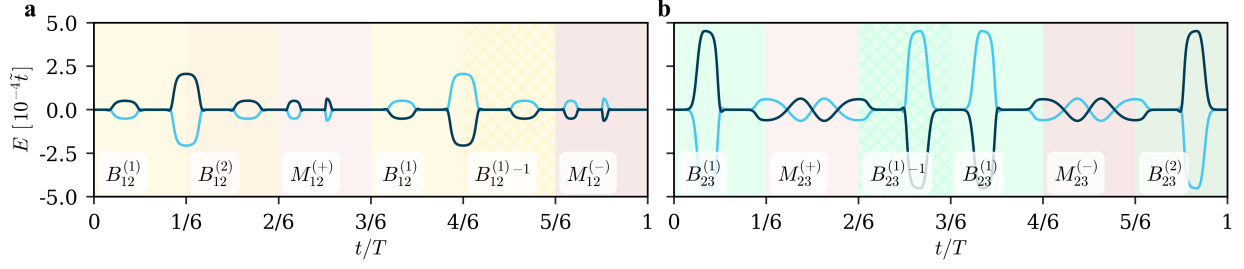 a
b
5.0
2.5
0.0
-2.5
-5.0
E [10⁻⁴t̃]
B₁₂⁽¹⁾
B₁₂⁽²⁾
M₁₂⁽⁺⁾
B₁₂⁽¹⁾
B₁₂⁽¹⁾⁻¹
M₁₂⁽⁻⁾
0
1/6
2/6
3/6
4/6
5/6
1
t/T
B₂₃⁽¹⁾
M₂₃⁽⁺⁾
B₂₃⁽¹⁾⁻¹
B₂₃⁽¹⁾
M₂₃⁽⁻⁾
B₂₃⁽²⁾
0
1/6
2/6
3/6
4/6
5/6
1
t/T